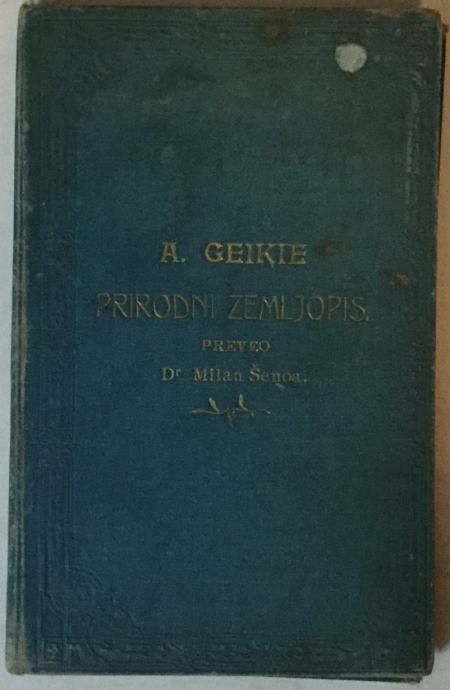 A. GEIKIE
PRIRODNI ZEMLJOPIS.
PREVEO
Dr Milan Šenoa.